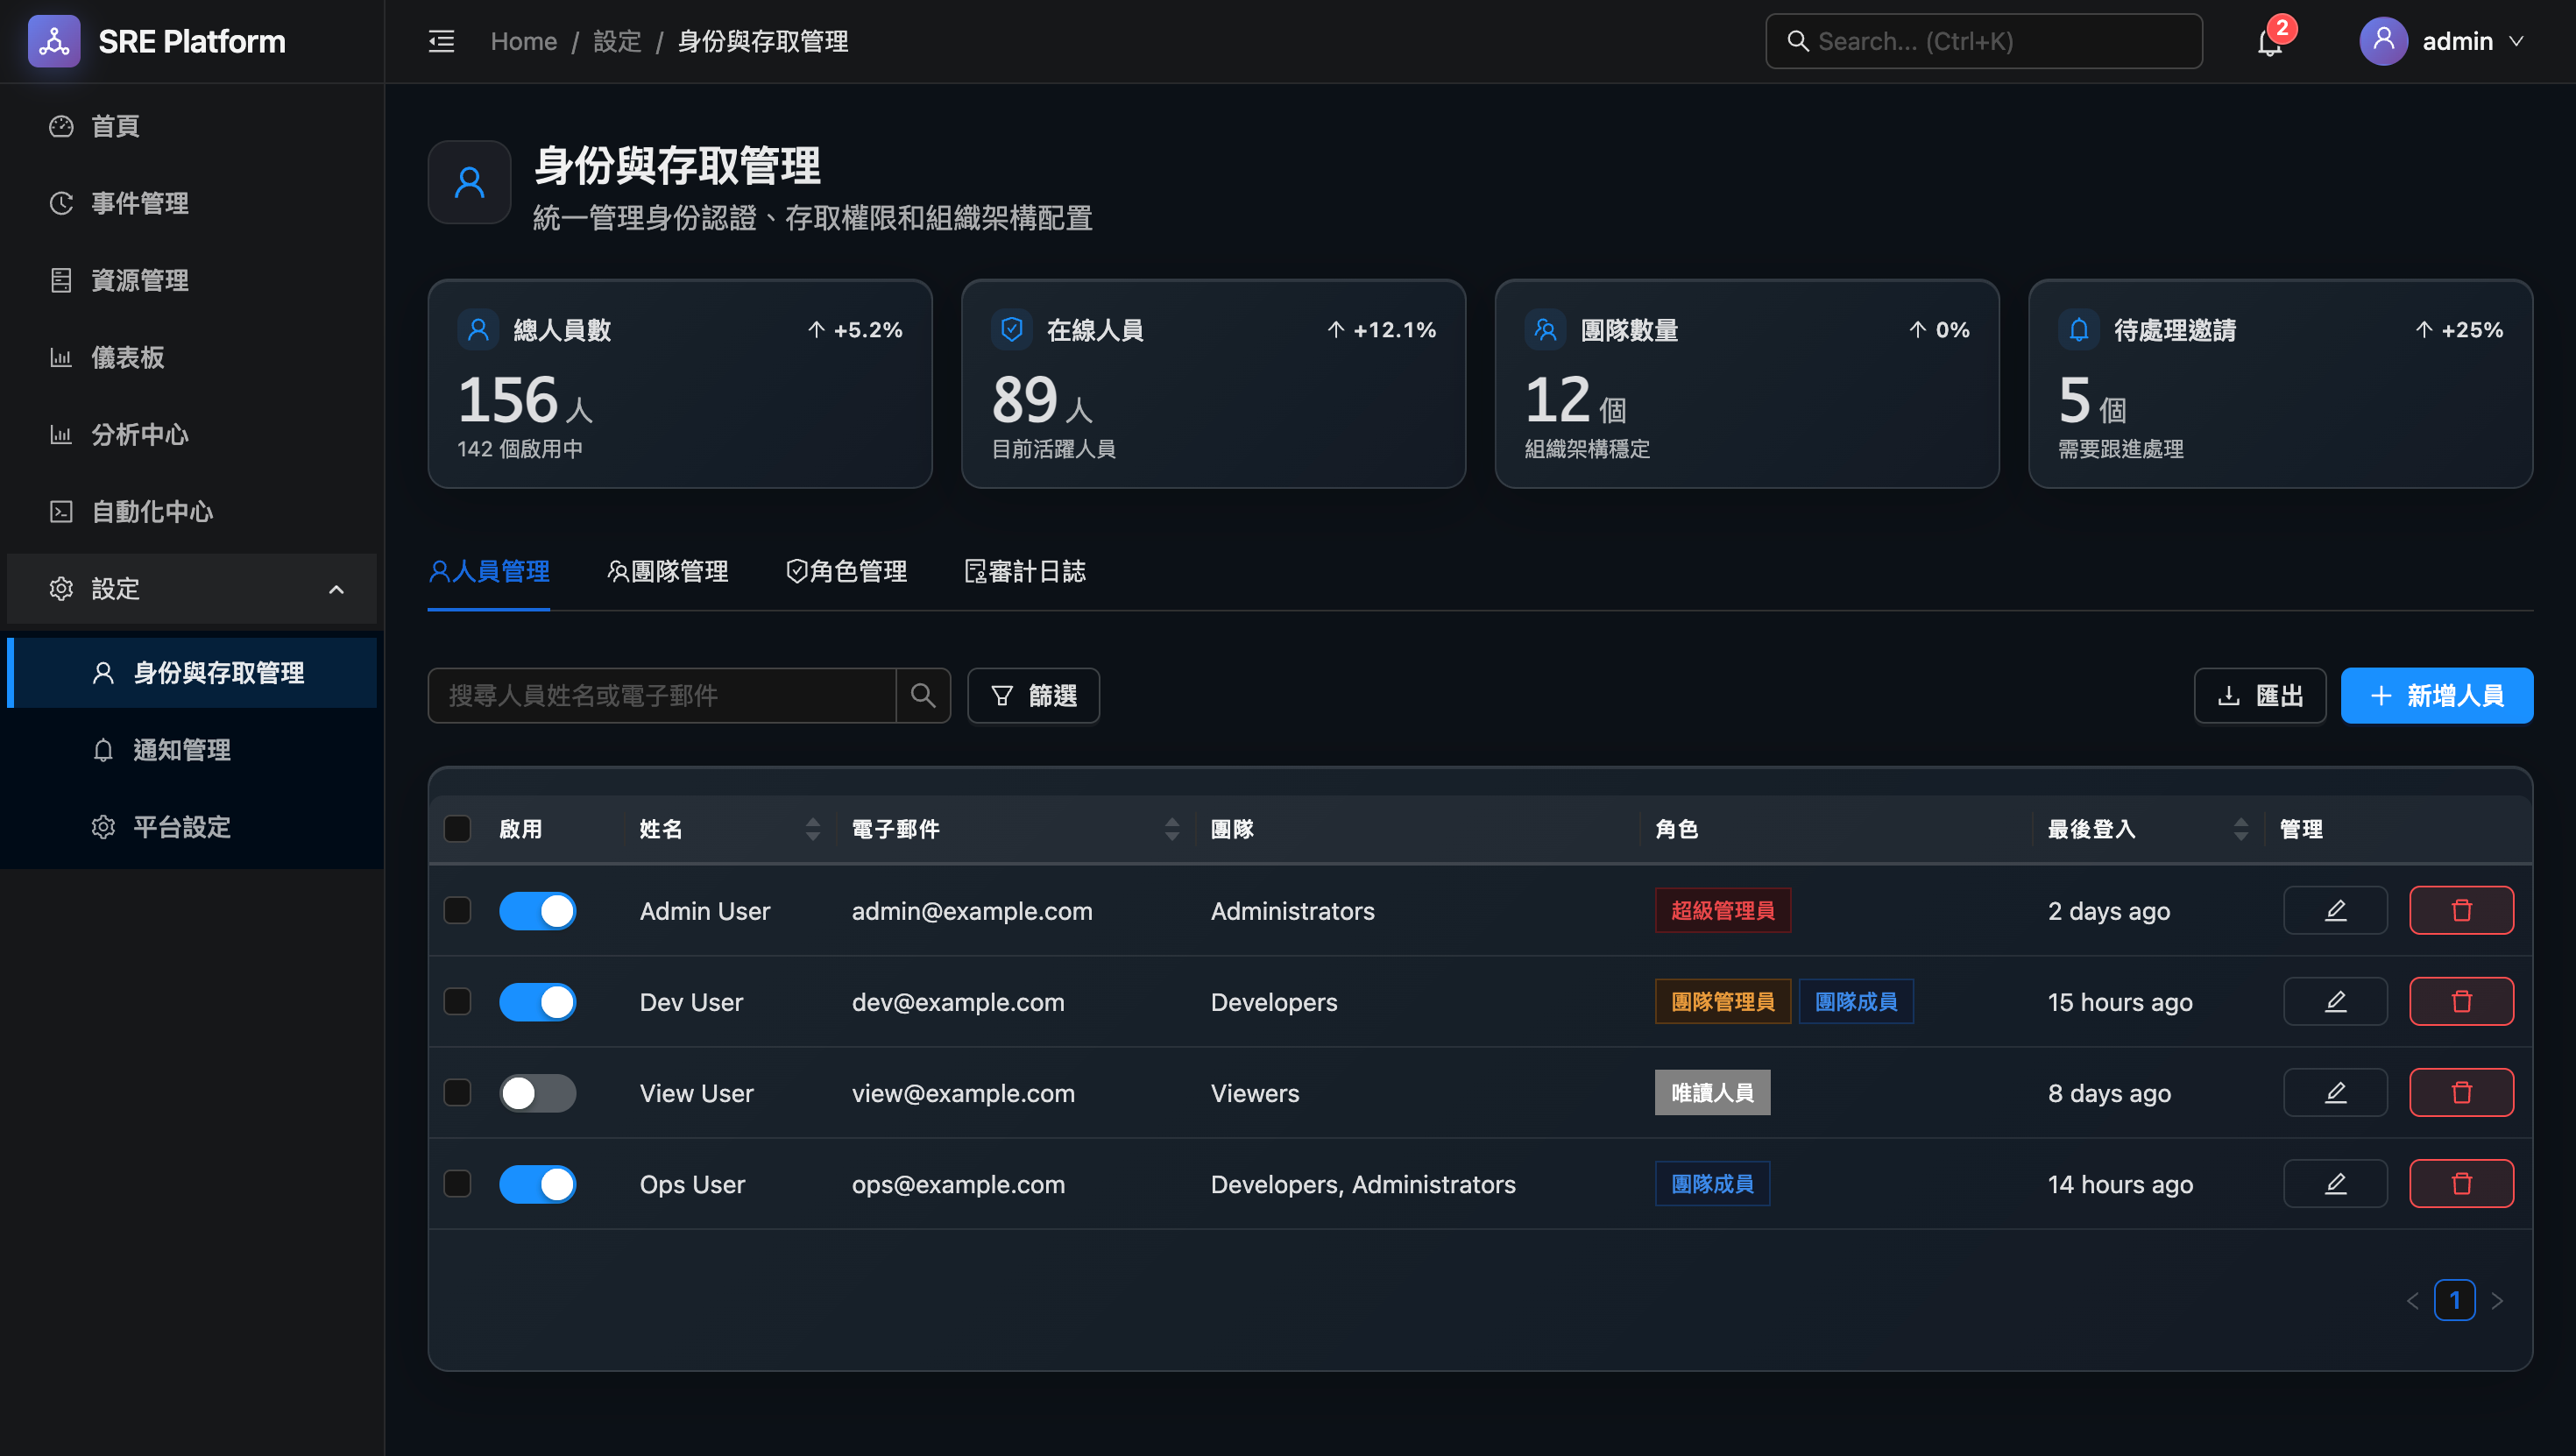 SRE Platform
Home / 設定 / 身份與存取管理
Search... (Ctrl+K)
2
admin
首頁
事件管理
資源管理
儀表板
分析中心
自動化中心
設定
身份與存取管理
通知管理
平台設定
身份與存取管理
統一管理身份認證、存取權限和組織架構配置
總人員數 +5.2%
156 人
142 個啟用中
在線人員 +12.1%
89 人
目前活躍人員
團隊數量 0%
12 個
組織架構穩定
待處理邀請 +25%
5 個
需要跟進處理
人員管理 團隊管理 角色管理 審計日誌
搜尋人員姓名或電子郵件 篩選 匯出 新增人員
啟用 姓名 電子郵件 團隊 角色 最後登入 管理
Admin User admin@example.com Administrators 超級管理員 2 days ago
Dev User dev@example.com Developers 團隊管理員 團隊成員 15 hours ago
View User view@example.com Viewers 唯讀人員 8 days ago
Ops User ops@example.com Developers, Administrators 團隊成員 14 hours ago
1